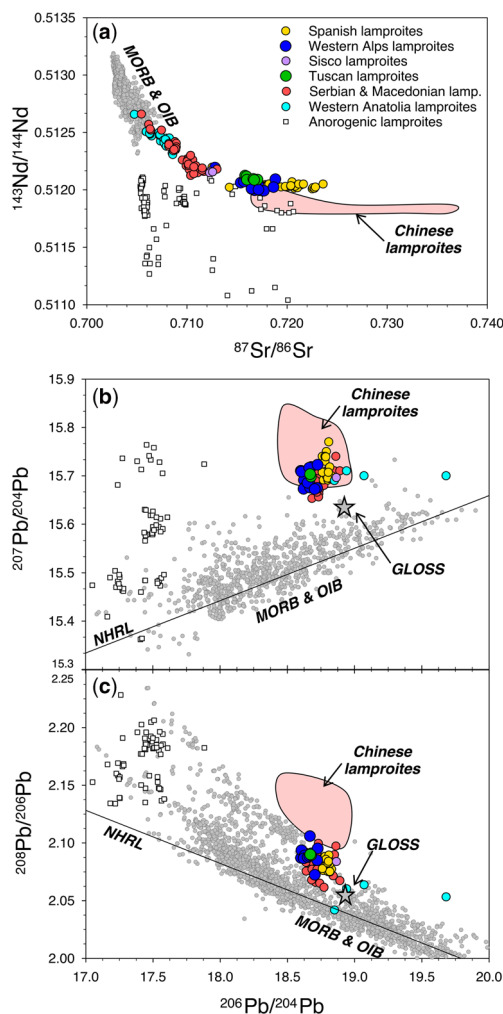 (a)
MORB & OIB
Spanish lamproites
Western Alps lamproites
Sisco lamproites
Tuscan lamproites
Serbian & Macedonian lamp.
Western Anatolia lamproites
Anorogenic lamproites
Chinese
lamproites
0.5130
0.5125
0.5120
0.5115
0.5110
143Nd/144Nd
0.700
0.710
0.720
0.730
0.740
87Sr/86Sr
(b)
Chinese
lamproites
GLOSS
MORB & OIB
NHRL
15.9
15.8
15.7
15.6
15.5
15.4
15.3
207Pb/204Pb
(c)
Chinese
lamproites
GLOSS
NHRL
MORB & OIB
2.25
2.20
2.15
2.10
2.05
2.00
208Pb/206Pb
17.0
17.5
18.0
18.5
19.0
19.5
20.0
206Pb/204Pb